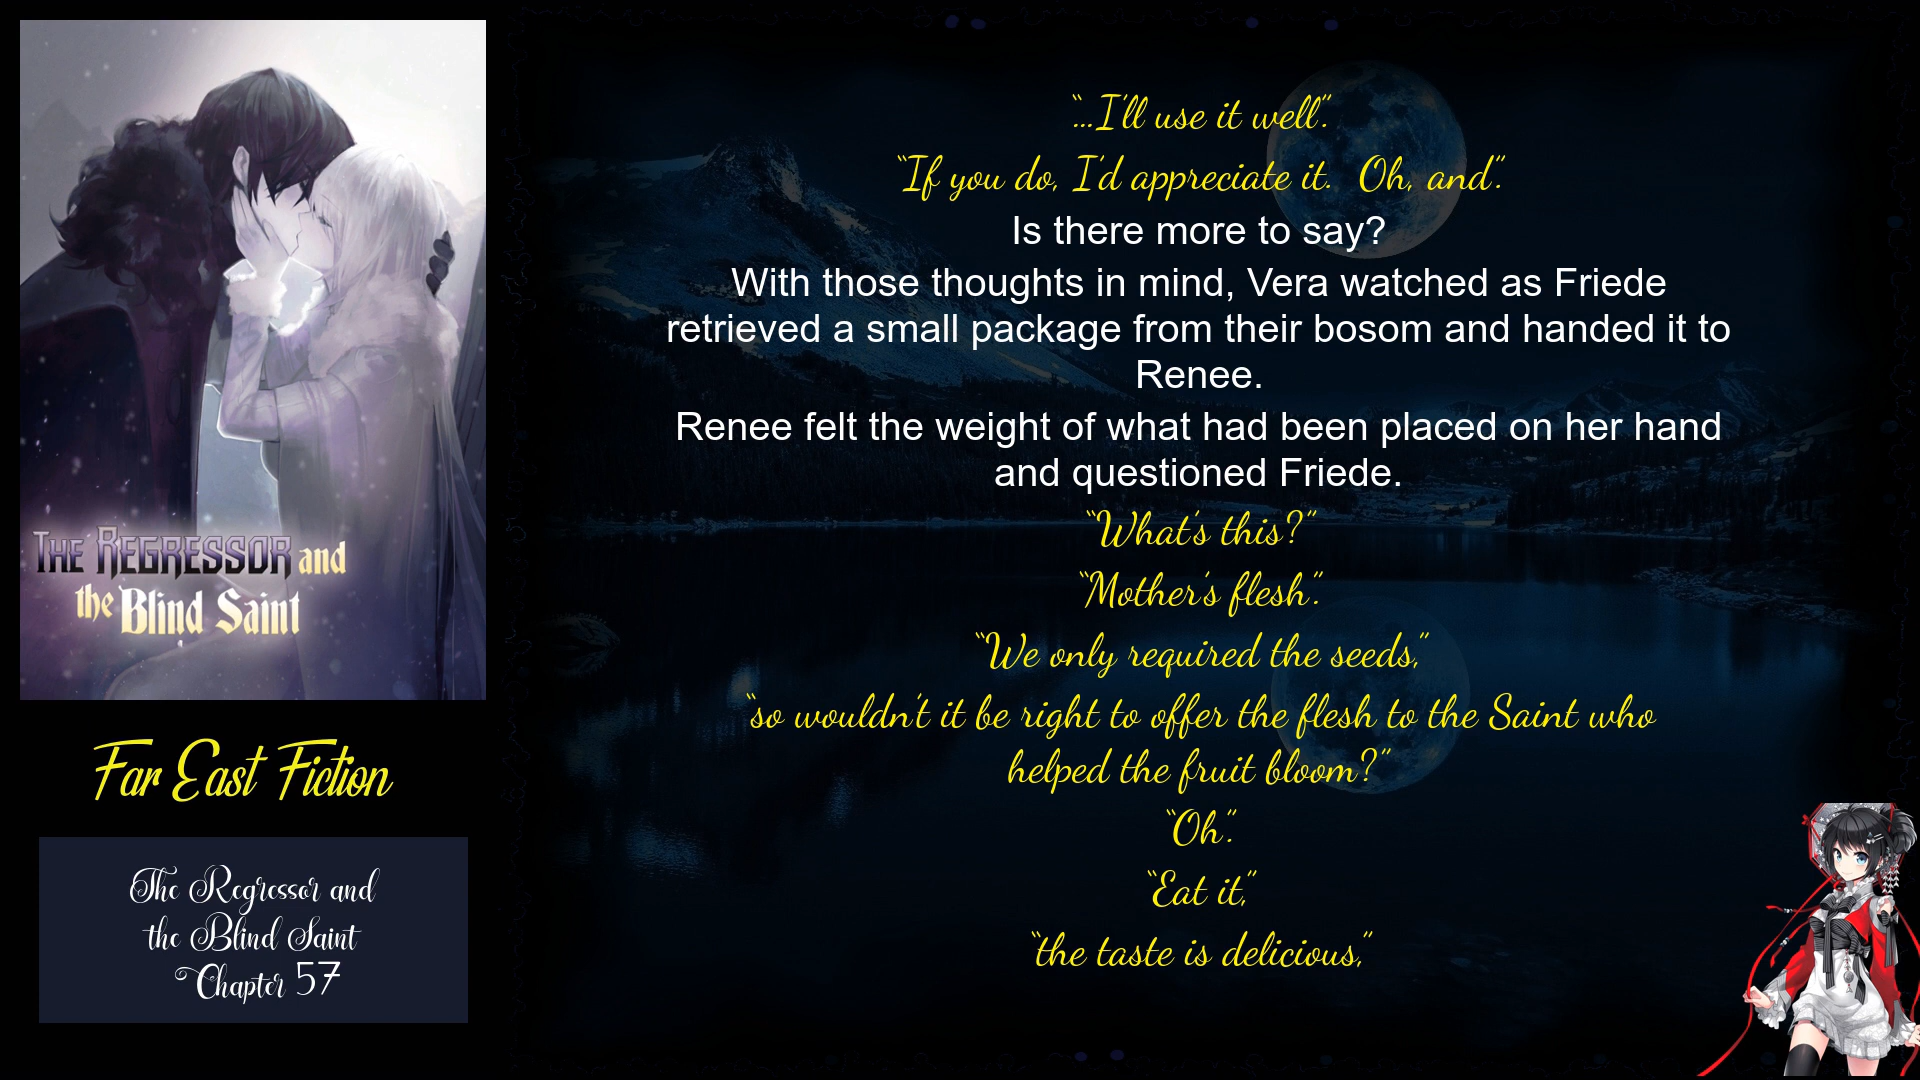 THE REGRESSOR and
the Blind Saint
Far East Fiction
The Regressor and
the Blind Saint
Chapter 57
“...I’ll use it well”.
“If you do, I’d appreciate it. Oh, and”.
Is there more to say?
With those thoughts in mind, Vera watched as Friede
retrieved a small package from their bosom and handed it to
Renee.
Renee felt the weight of what had been placed on her hand
and questioned Friede.
“What’s this?”
“Mother’s flesh”.
“We only required the seeds,”
“so wouldn’t it be right to offer the flesh to the Saint who
helped the fruit bloom?”
“Oh”.
“Eat it,”
“the taste is delicious,”